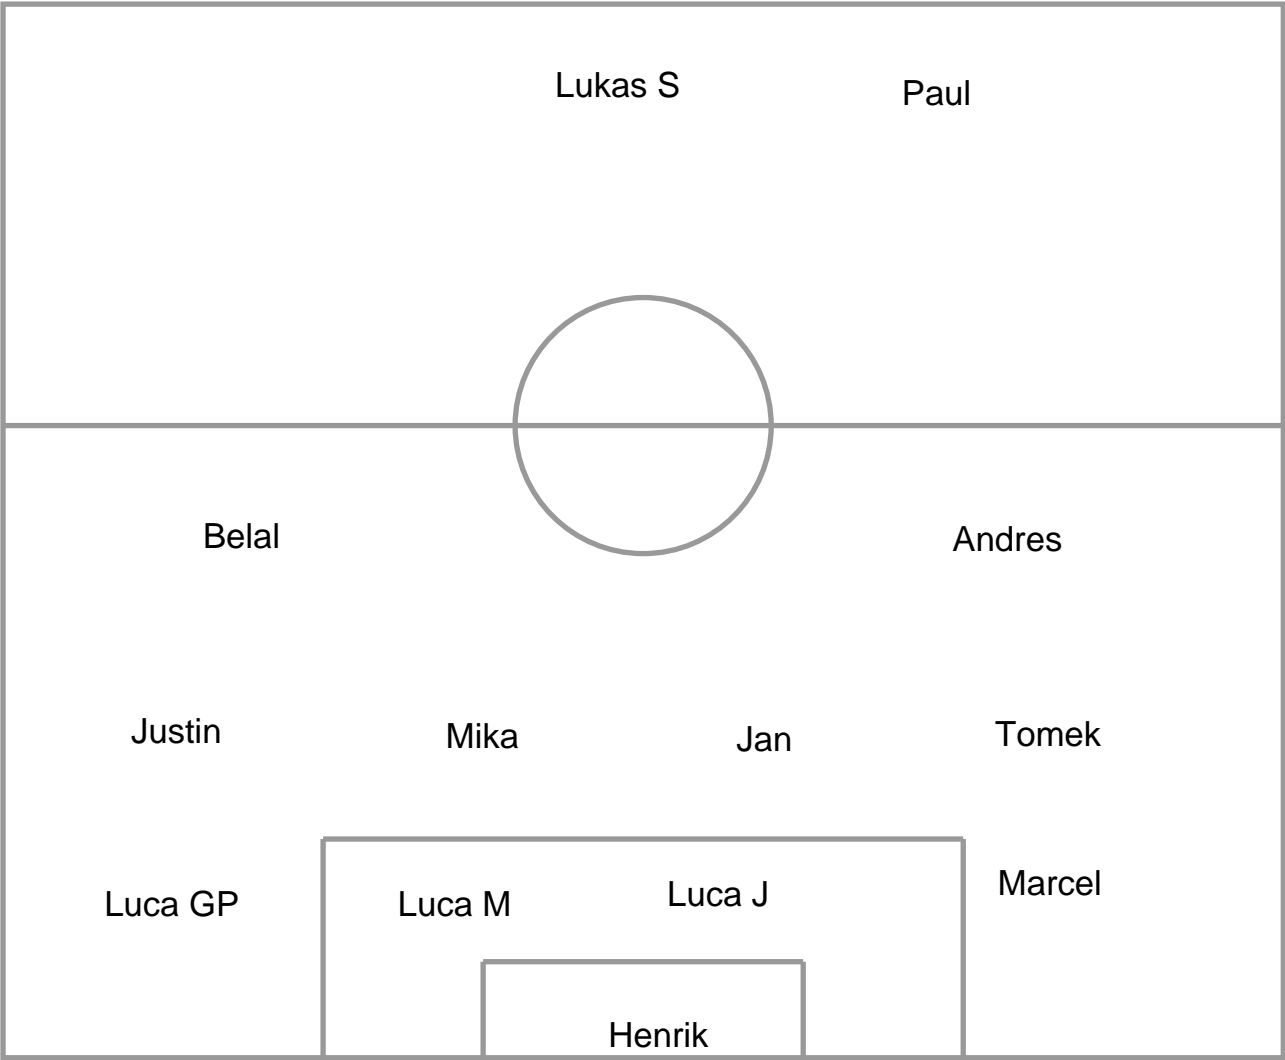 Lukas S
Paul
Belal
Andres
Justin
Mika
Jan
Tomek
Luca GP
Luca M
Luca J
Marcel
Henrik